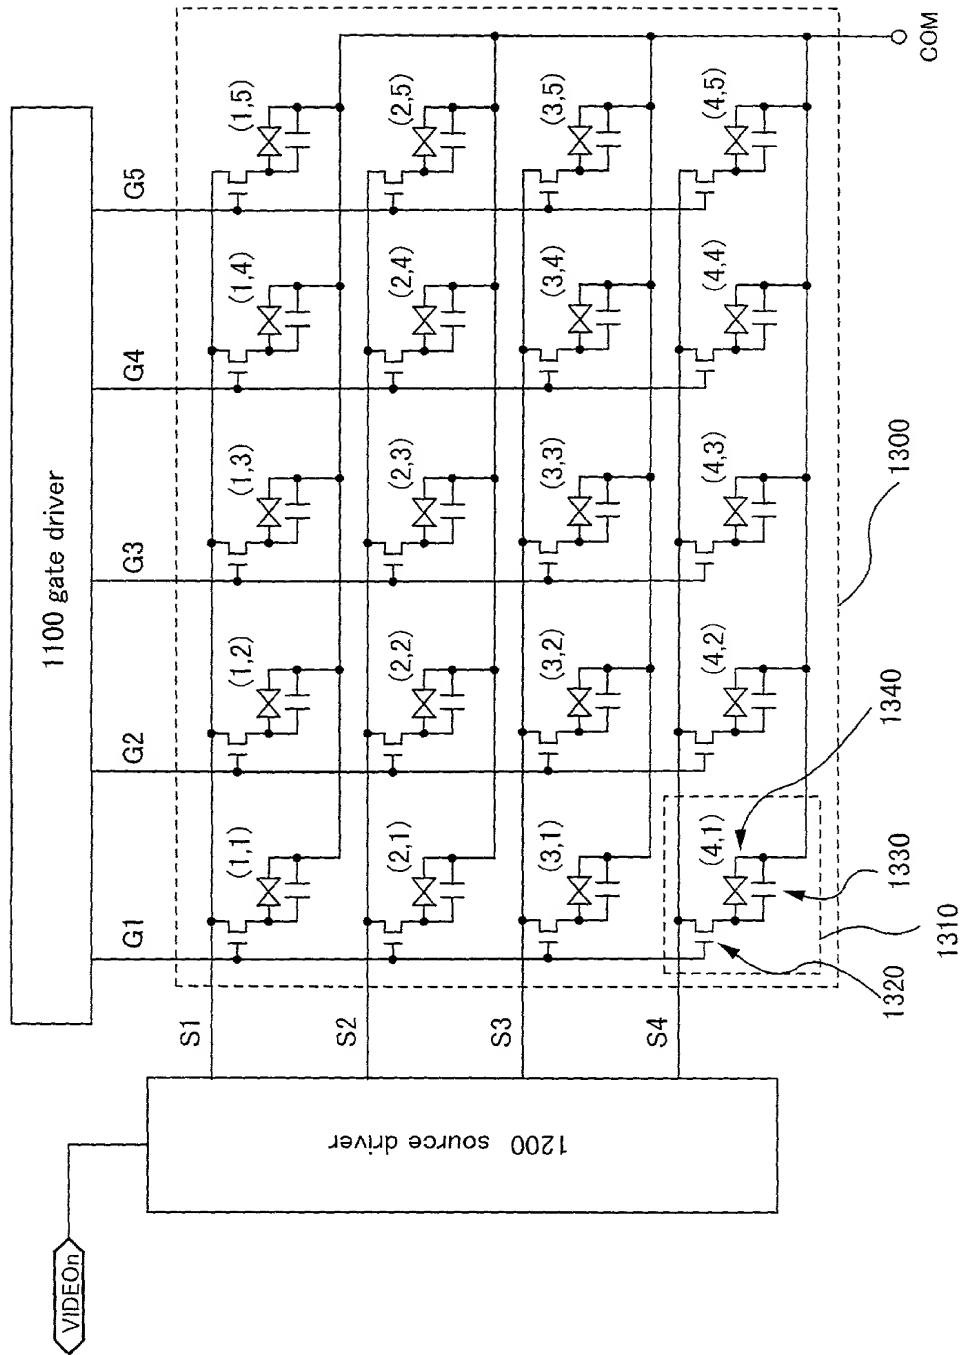 1100 gate driver
G1
G2
G3
G4
G5
VIDEOn
1200 source driver
S1
(1,1)
(1,2)
(1,3)
(1,4)
(1,5)
S2
(2,1)
(2,2)
(2,3)
(2,4)
(2,5)
S3
(3,1)
(3,2)
(3,3)
(3,4)
(3,5)
S4
(4,1)
(4,2)
(4,3)
(4,4)
(4,5)
COM
1320
1310
1330
1340
1300